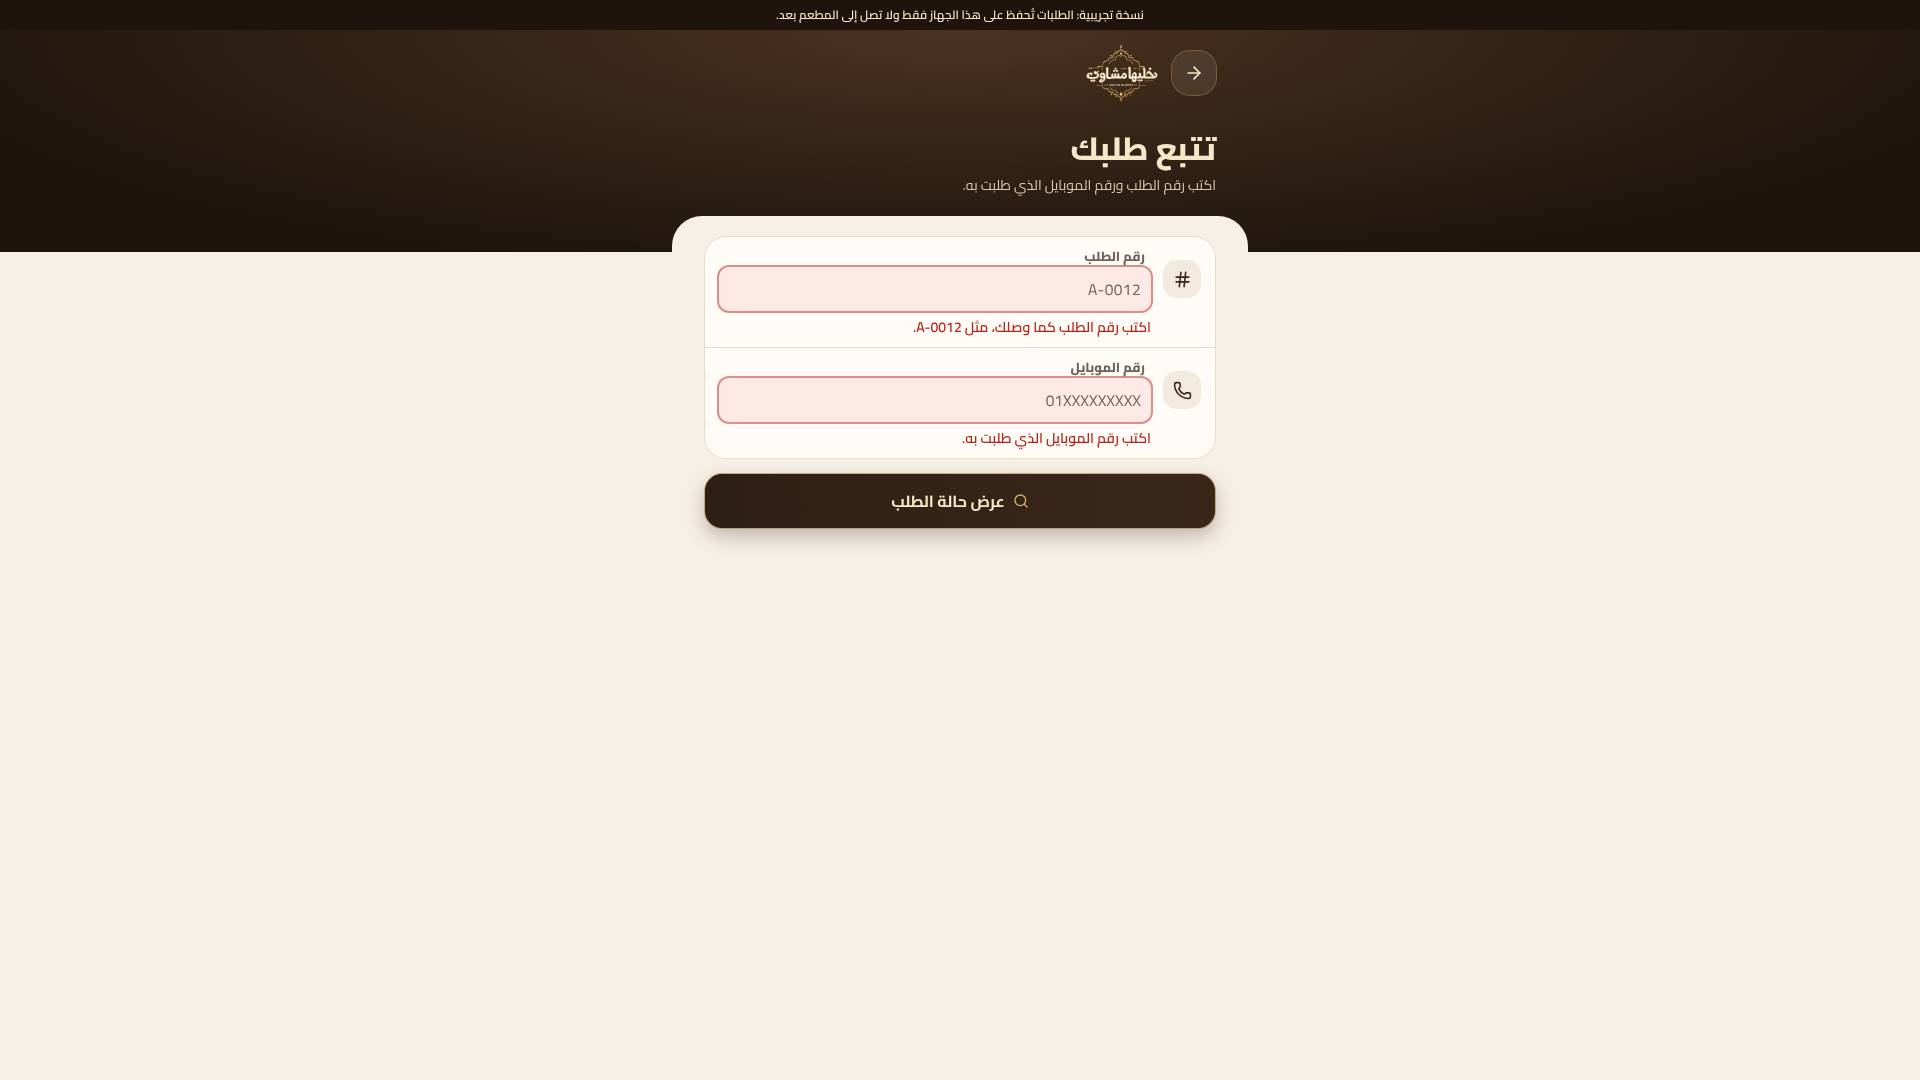 نسخة تجريبية: الطلبات تُحفظ على هذا الجهاز فقط ولا تصل إلى المطعم بعد.
خليها مشاوي
تتبع طلبك
اكتب رقم الطلب ورقم الموبايل الذي طلبت به.
رقم الطلب
A-0012
اكتب رقم الطلب كما وصلك، مثل A-0012.
رقم الموبايل
01XXXXXXXXX
اكتب رقم الموبايل الذي طلبت به.
عرض حالة الطلب